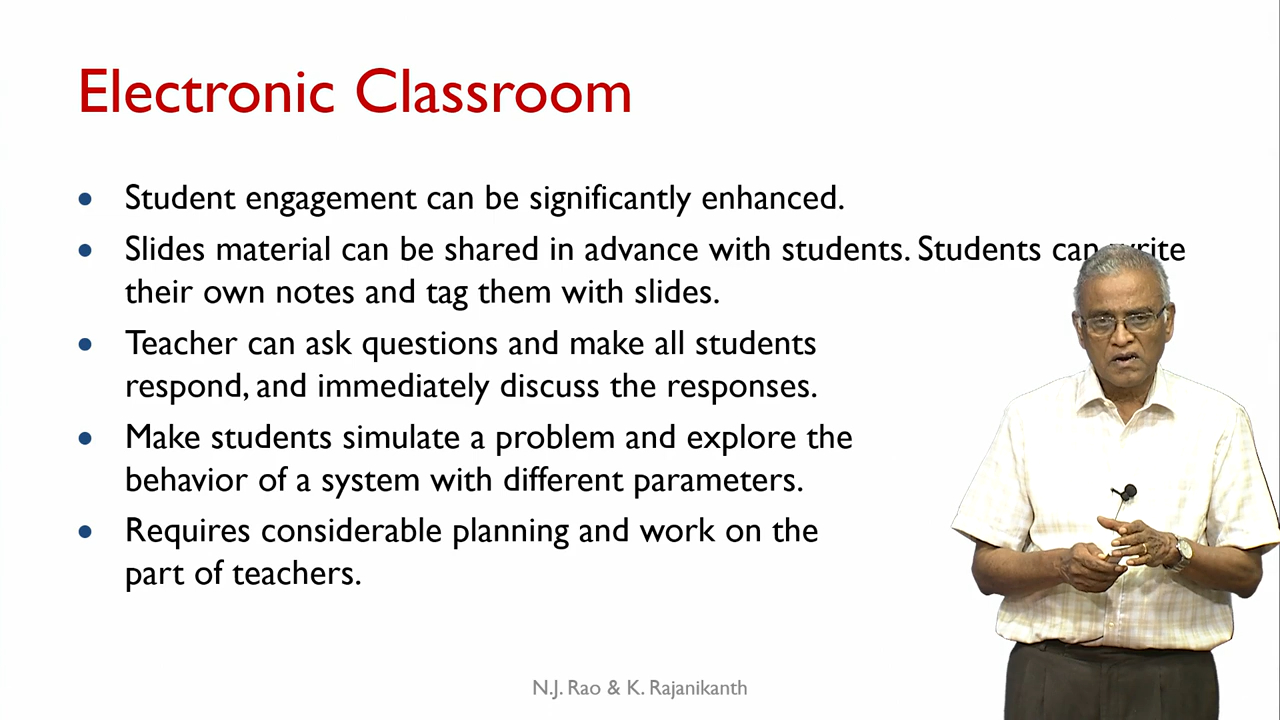 Electronic Classroom
• Student engagement can be significantly enhanced.
• Slides material can be shared in advance with students. Students can write
their own notes and tag them with slides.
• Teacher can ask questions and make all students
respond, and immediately discuss the responses.
• Make students simulate a problem and explore the
behavior of a system with different parameters.
• Requires considerable planning and work on the
part of teachers.
N.J. Rao & K. Rajanikanth